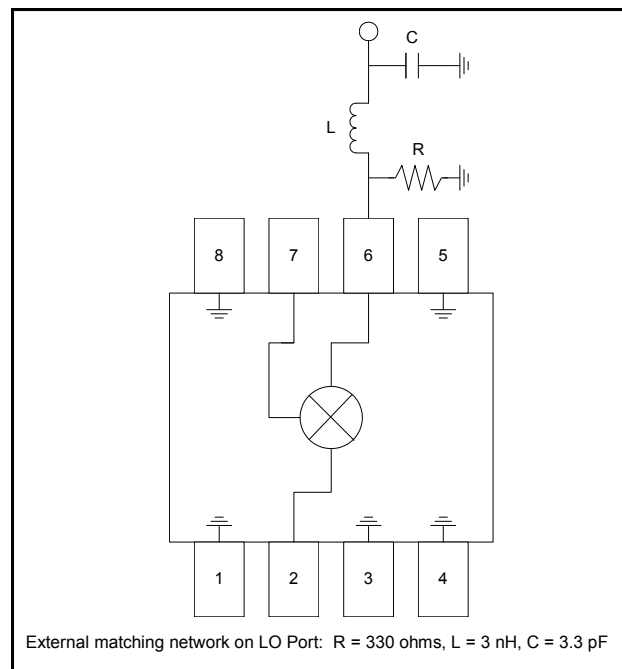 C
L
R
8 7 6 5
1 2 3 4
External matching network on LO Port: R = 330 ohms, L = 3 nH, C = 3.3 pF